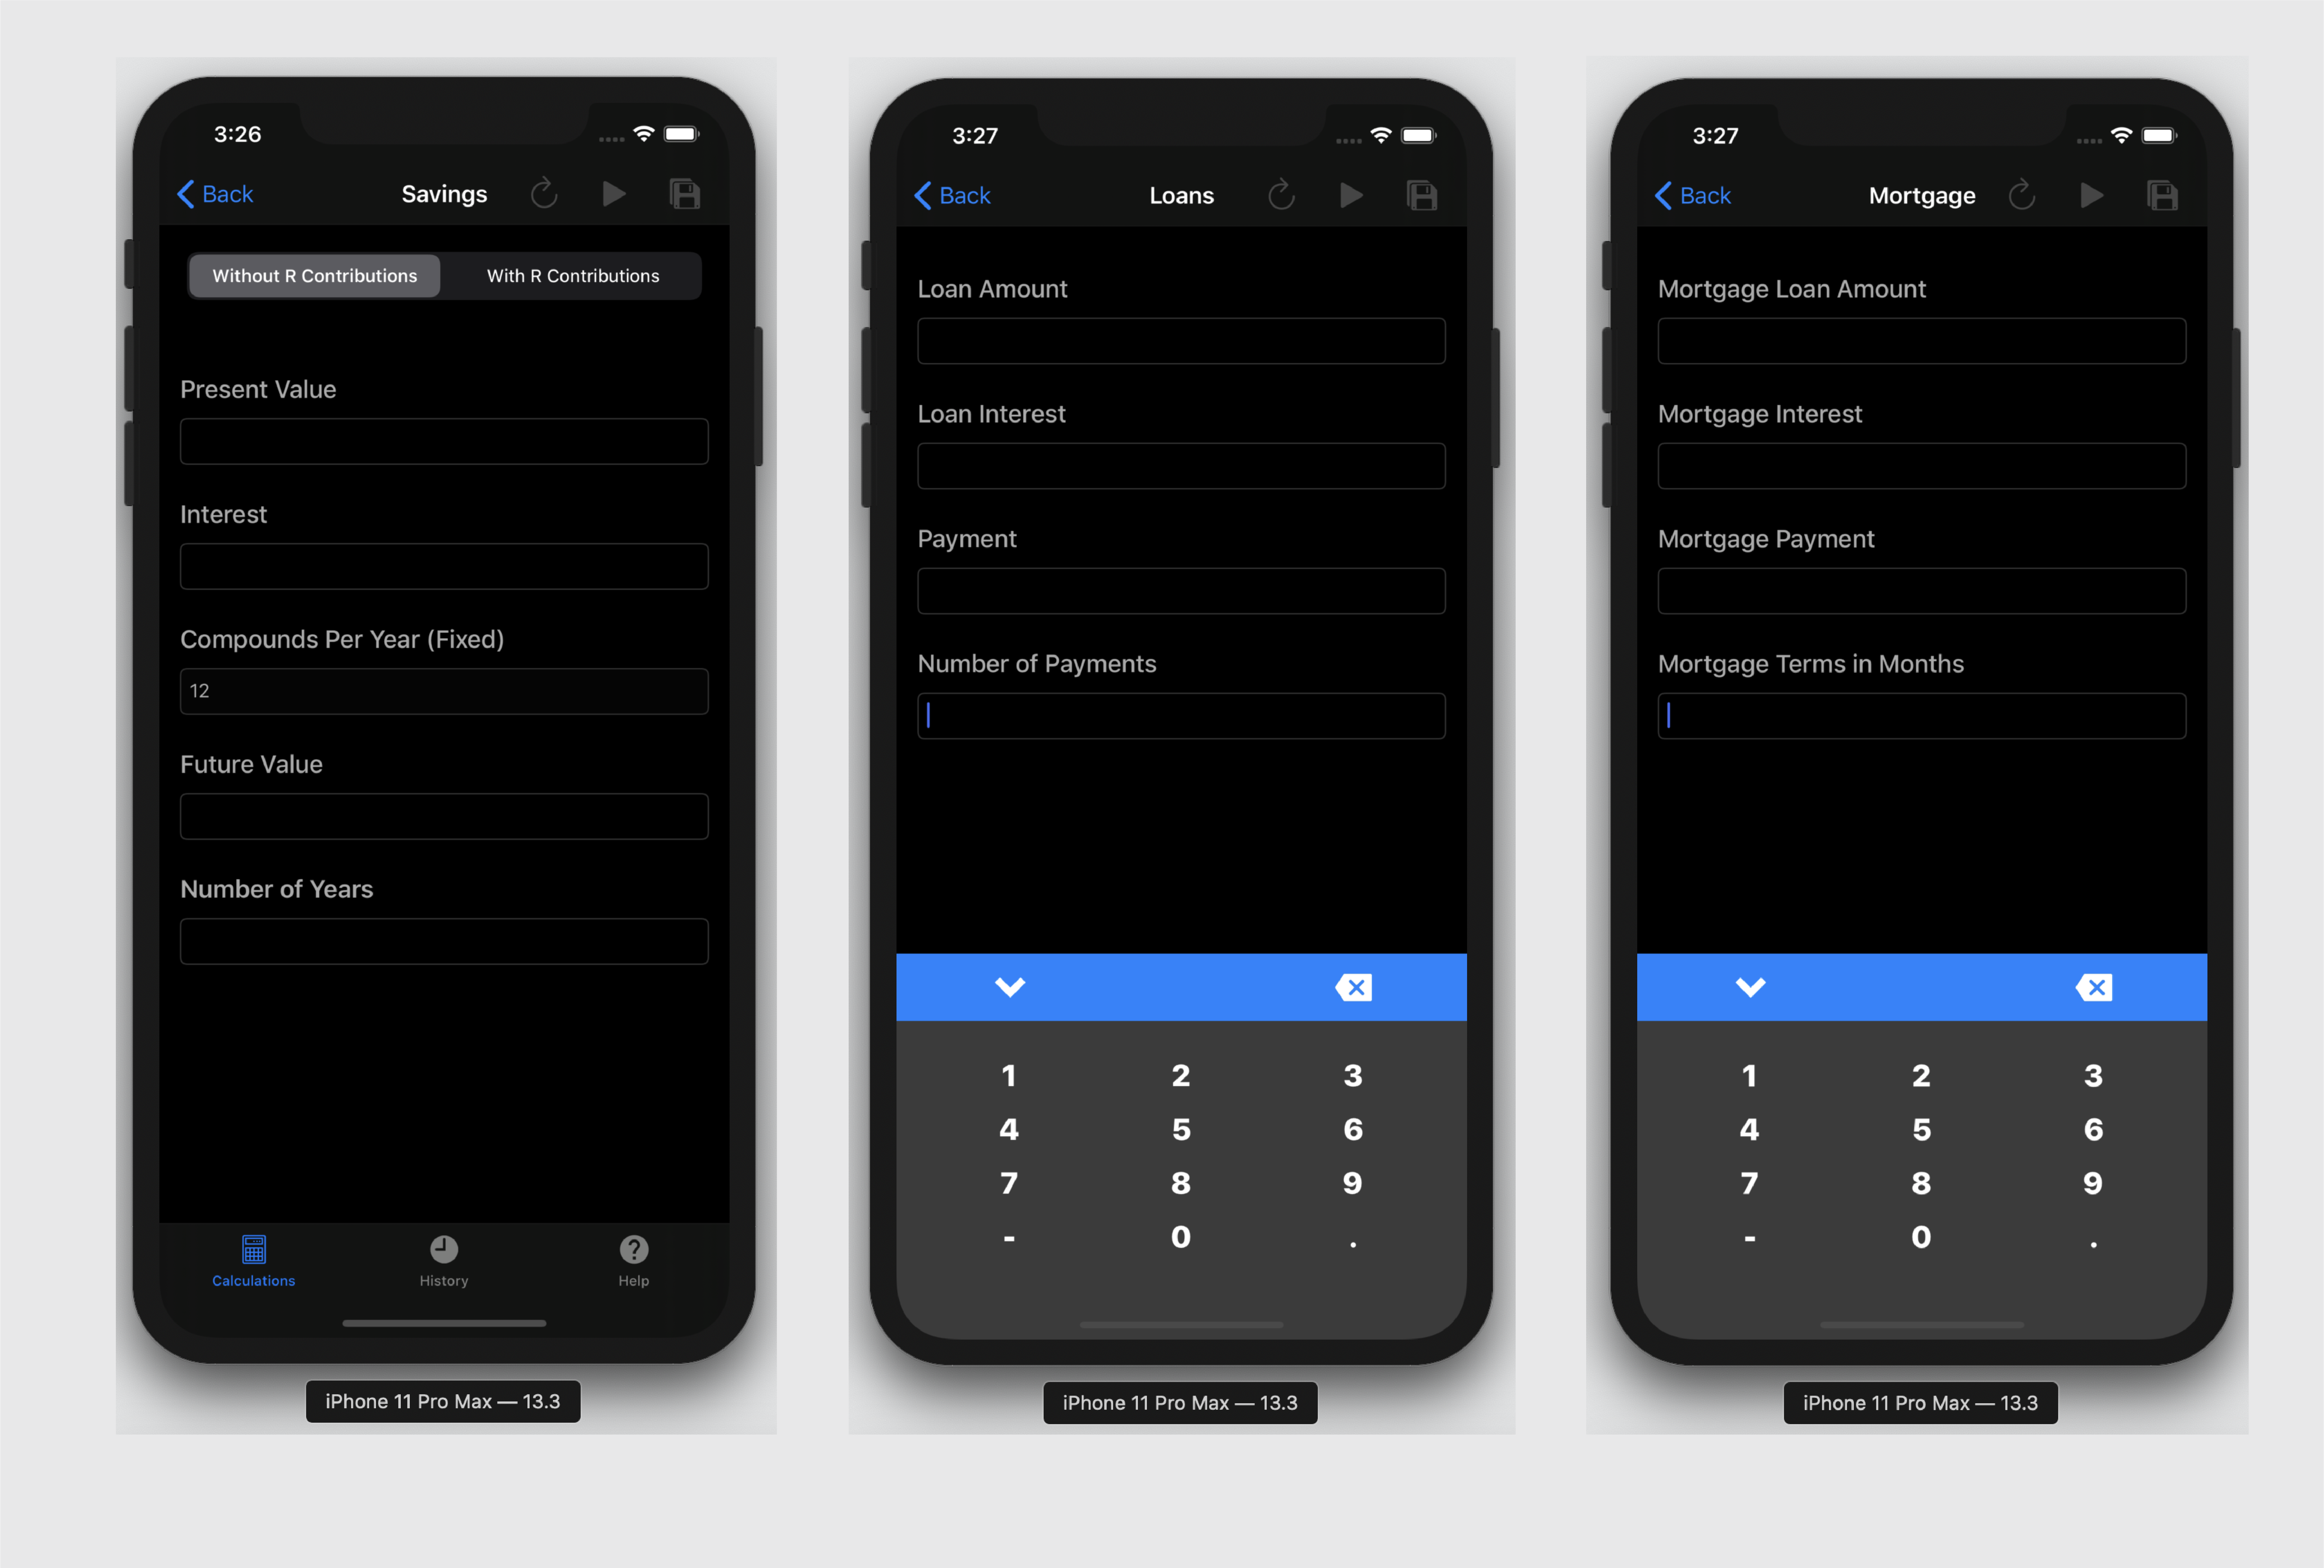 3:26
Back Savings
Without R Contributions With R Contributions
Present Value
Interest
Compounds Per Year (Fixed)
12
Future Value
Number of Years
Calculations History Help
iPhone 11 Pro Max — 13.3
3:27
Back Loans
Loan Amount
Loan Interest
Payment
Number of Payments
1 2 3
4 5 6
7 8 9
- 0 .
iPhone 11 Pro Max — 13.3
3:27
Back Mortgage
Mortgage Loan Amount
Mortgage Interest
Mortgage Payment
Mortgage Terms in Months
1 2 3
4 5 6
7 8 9
- 0 .
iPhone 11 Pro Max — 13.3